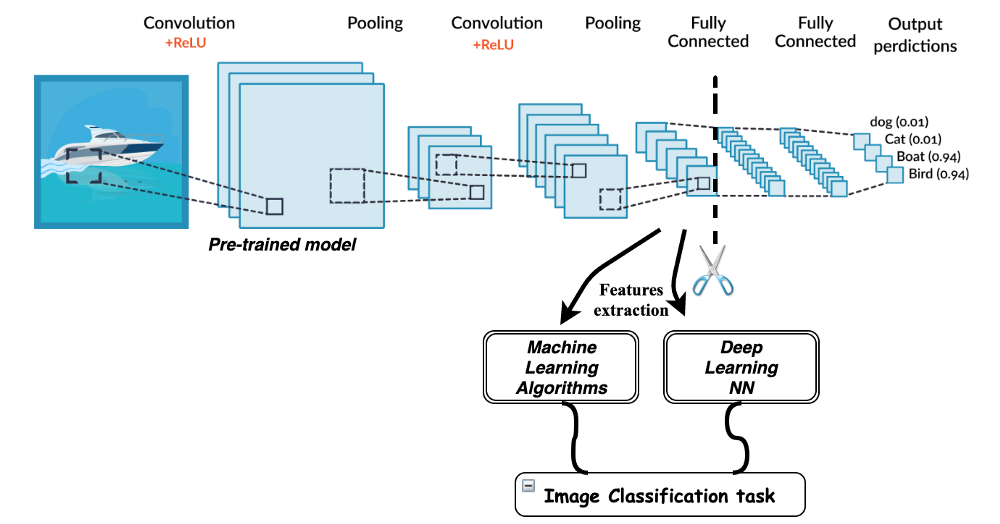 Convolution
+ReLU
Pooling
Convolution
+ReLU
Pooling
Fully
Connected
Fully
Connected
Output
perdictions
dog (0.01)
Cat (0.01)
Boat (0.94)
Bird (0.94)
Pre-trained model
Features
extraction
Machine
Learning
Algorithms
Deep
Learning
NN
Image Classification task